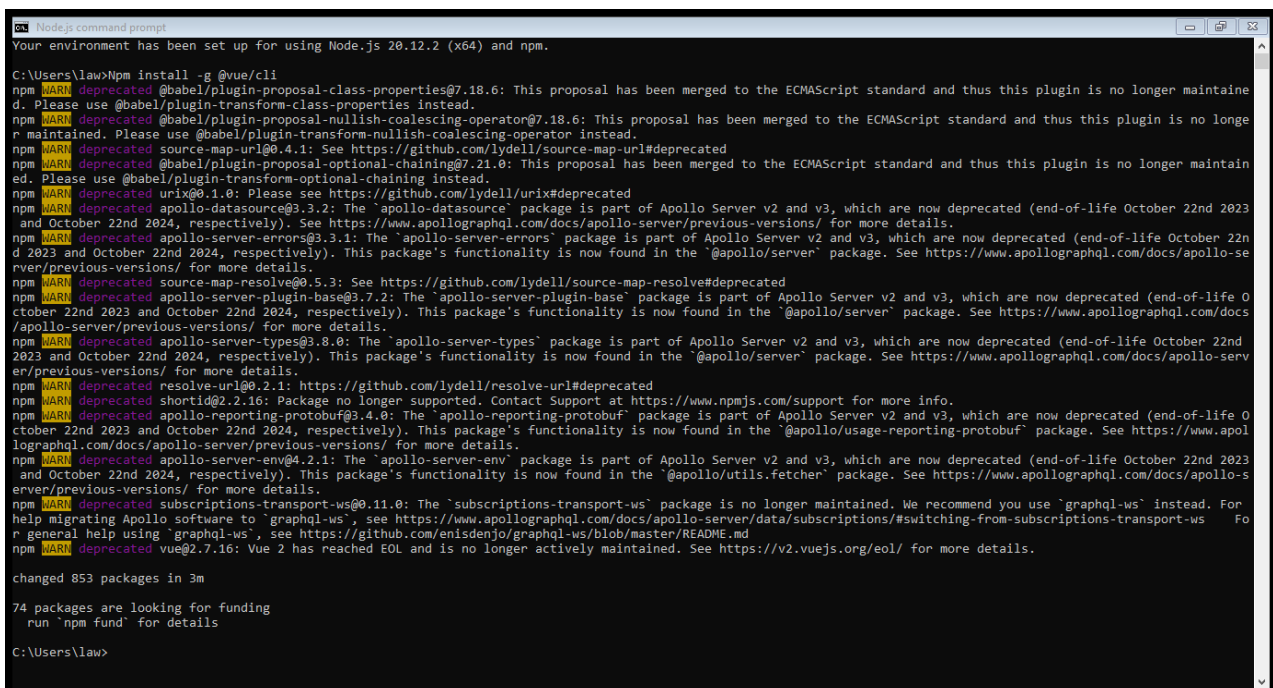 Node.js command prompt
Your environment has been set up for using Node.js 20.12.2 (x64) and npm.
C:\Users\law>Npm install -g @vue/cli
npm WARN deprecated @babel/plugin-proposal-class-properties@7.18.6: This proposal has been merged to the ECMAScript standard and thus this plugin is no longer maintaine
d. Please use @babel/plugin-transform-class-properties instead.
npm WARN deprecated @babel/plugin-proposal-nullish-coalescing-operator@7.18.6: This proposal has been merged to the ECMAScript standard and thus this plugin is no longe
r maintained. Please use @babel/plugin-transform-nullish-coalescing-operator instead.
npm WARN deprecated source-map-url@0.4.1: See https://github.com/lydell/source-map-url#deprecated
npm WARN deprecated @babel/plugin-proposal-optional-chaining@7.21.0: This proposal has been merged to the ECMAScript standard and thus this plugin is no longer maintain
ed. Please use @babel/plugin-transform-optional-chaining instead.
npm WARN deprecated urix@0.1.0: Please see https://github.com/lydell/urix#deprecated
npm WARN deprecated apollo-datasource@3.3.2: The `apollo-datasource` package is part of Apollo Server v2 and v3, which are now deprecated (end-of-life October 22nd 2023
 and October 22nd 2024, respectively). See https://www.apollographql.com/docs/apollo-server/previous-versions/ for more details.
npm WARN deprecated apollo-server-errors@3.3.1: The `apollo-server-errors` package is part of Apollo Server v2 and v3, which are now deprecated (end-of-life October 22n
d 2023 and October 22nd 2024, respectively). This package's functionality is now found in the `@apollo/server` package. See https://www.apollographql.com/docs/apollo-se
rver/previous-versions/ for more details.
npm WARN deprecated source-map-resolve@0.5.3: See https://github.com/lydell/source-map-resolve#deprecated
npm WARN deprecated apollo-server-plugin-base@3.7.2: The `apollo-server-plugin-base` package is part of Apollo Server v2 and v3, which are now deprecated (end-of-life O
ctober 22nd 2023 and October 22nd 2024, respectively). This package's functionality is now found in the `@apollo/server` package. See https://www.apollographql.com/docs
/apollo-server/previous-versions/ for more details.
npm WARN deprecated apollo-server-types@3.8.0: The `apollo-server-types` package is part of Apollo Server v2 and v3, which are now deprecated (end-of-life October 22nd
2023 and October 22nd 2024, respectively). This package's functionality is now found in the `@apollo/server` package. See https://www.apollographql.com/docs/apollo-serv
er/previous-versions/ for more details.
npm WARN deprecated resolve-url@0.2.1: https://github.com/lydell/resolve-url#deprecated
npm WARN deprecated shortid@2.2.16: Package no longer supported. Contact Support at https://www.npmjs.com/support for more info.
npm WARN deprecated apollo-reporting-protobuf@3.4.0: The `apollo-reporting-protobuf` package is part of Apollo Server v2 and v3, which are now deprecated (end-of-life O
ctober 22nd 2023 and October 22nd 2024, respectively). This package's functionality is now found in the `@apollo/usage-reporting-protobuf` package. See https://www.apol
lographql.com/docs/apollo-server/previous-versions/ for more details.
npm WARN deprecated apollo-server-env@4.2.1: The `apollo-server-env` package is part of Apollo Server v2 and v3, which are now deprecated (end-of-life October 22nd 2023
 and October 22nd 2024, respectively). This package's functionality is now found in the `@apollo/utils.fetcher` package. See https://www.apollographql.com/docs/apollo-s
erver/previous-versions/ for more details.
npm WARN deprecated subscriptions-transport-ws@0.11.0: The `subscriptions-transport-ws` package is no longer maintained. We recommend you use `graphql-ws` instead. For
help migrating Apollo software to `graphql-ws`, see https://www.apollographql.com/docs/apollo-server/data/subscriptions/#switching-from-subscriptions-transport-ws    Fo
r general help using `graphql-ws`, see https://github.com/enisdenjo/graphql-ws/blob/master/README.md
npm WARN deprecated vue@2.7.16: Vue 2 has reached EOL and is no longer actively maintained. See https://v2.vuejs.org/eol/ for more details.
changed 853 packages in 3m
74 packages are looking for funding
  run `npm fund` for details
C:\Users\law>